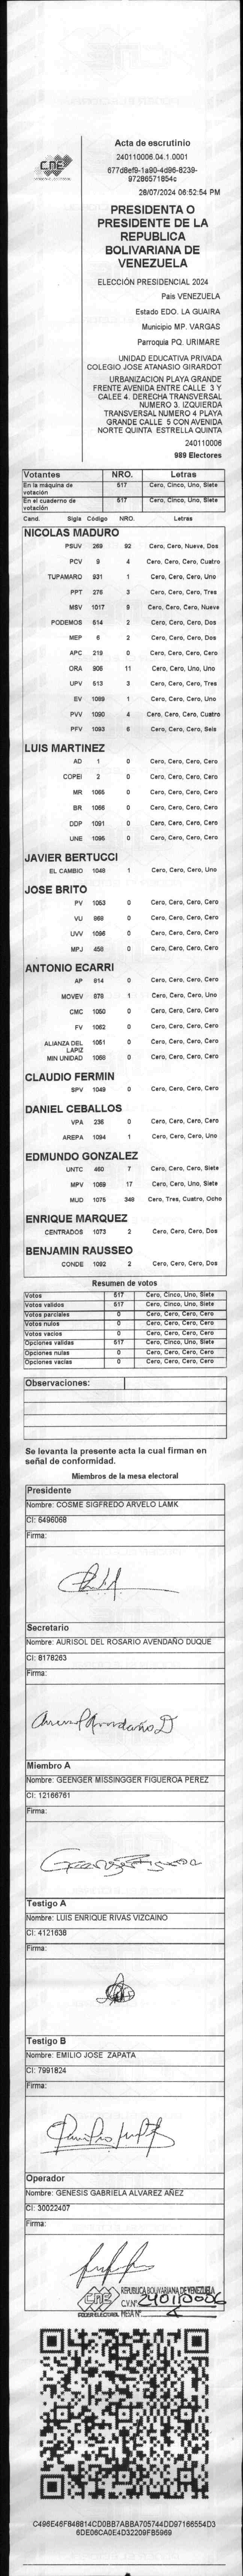 CNE
Acta de escrutinio
240110006.04.1.0001
677d8ef9-1a90-4d96-8239-
97286571854c
28/07/2024 06:52:54 PM
PRESIDENTA O
PRESIDENTE DE LA
REPUBLICA
BOLIVARIANA DE
VENEZUELA
ELECCIÓN PRESIDENCIAL 2024
Pais VENEZUELA
Estado EDO. LA GUAIRA
Municipio MP. VARGAS
Parroquia PQ. URIMARE
UNIDAD EDUCATIVA PRIVADA
COLEGIO JOSE ATANASIO GIRARDOT
URBANIZACION PLAYA GRANDE
FRENTE AVENIDA ENTRE CALLE 3 Y
CALLE 4. DERECHA TRANSVERSAL
NUMERO 3. IZQUIERDA
TRANSVERSAL NUMERO 4 PLAYA
GRANDE CALLE 5 CON AVENIDA
NORTE QUINTA ESTRELLA QUINTA
240110006
989 Electores
Votantes NRO. Letras
En la máquina de votación 517 Cero, Cinco, Uno, Siete
En el cuaderno de votación 517 Cero, Cinco, Uno, Siete
Cand. Sigla Código NRO. Letras
NICOLAS MADURO
PSUV 269 92 Cero, Cero, Nueve, Dos
PCV 9 4 Cero, Cero, Cero, Cuatro
TUPAMARO 931 1 Cero, Cero, Cero, Uno
PPT 276 3 Cero, Cero, Cero, Tres
MSV 1017 9 Cero, Cero, Cero, Nueve
PODEMOS 514 2 Cero, Cero, Cero, Dos
MEP 6 2 Cero, Cero, Cero, Dos
APC 219 0 Cero, Cero, Cero, Cero
ORA 906 11 Cero, Cero, Uno, Uno
UPV 513 3 Cero, Cero, Cero, Tres
EV 1089 1 Cero, Cero, Cero, Uno
PVV 1090 4 Cero, Cero, Cero, Cuatro
PFV 1093 6 Cero, Cero, Cero, Seis
LUIS MARTINEZ
AD 1 0 Cero, Cero, Cero, Cero
COPEI 2 0 Cero, Cero, Cero, Cero
MR 1065 0 Cero, Cero, Cero, Cero
BR 1066 0 Cero, Cero, Cero, Cero
DDP 1091 0 Cero, Cero, Cero, Cero
UNE 1095 0 Cero, Cero, Cero, Cero
JAVIER BERTUCCI
EL CAMBIO 1048 1 Cero, Cero, Cero, Uno
JOSE BRITO
PV 1053 0 Cero, Cero, Cero, Cero
VU 869 0 Cero, Cero, Cero, Cero
UVV 1096 0 Cero, Cero, Cero, Cero
MPJ 458 0 Cero, Cero, Cero, Cero
ANTONIO ECARRI
AP 814 0 Cero, Cero, Cero, Cero
MOVEV 878 1 Cero, Cero, Cero, Uno
CMC 1050 0 Cero, Cero, Cero, Cero
FV 1062 0 Cero, Cero, Cero, Cero
ALIANZA DEL LAPIZ 1051 0 Cero, Cero, Cero, Cero
MIN UNIDAD 1068 0 Cero, Cero, Cero, Cero
CLAUDIO FERMIN
SPV 1049 0 Cero, Cero, Cero, Cero
DANIEL CEBALLOS
VPA 236 0 Cero, Cero, Cero, Cero
AREPA 1094 1 Cero, Cero, Cero, Uno
EDMUNDO GONZALEZ
UNTC 460 7 Cero, Cero, Cero, Siete
MPV 1069 17 Cero, Cero, Uno, Siete
MUD 1075 348 Cero, Tres, Cuatro, Ocho
ENRIQUE MARQUEZ
CENTRADOS 1073 2 Cero, Cero, Cero, Dos
BENJAMIN RAUSSEO
CONDE 1092 2 Cero, Cero, Cero, Dos
Resumen de votos
Votos 517 Cero, Cinco, Uno, Siete
Votos validos 517 Cero, Cinco, Uno, Siete
Votos parciales 0 Cero, Cero, Cero, Cero
Votos nulos 0 Cero, Cero, Cero, Cero
Votos vacios 0 Cero, Cero, Cero, Cero
Opciones validas 517 Cero, Cinco, Uno, Siete
Opciones nulas 0 Cero, Cero, Cero, Cero
Opciones vacias 0 Cero, Cero, Cero, Cero
Observaciones:
Se levanta la presente acta la cual firman en
señal de conformidad.
Miembros de la mesa electoral
Presidente
Nombre: COSME SIGFREDO ARVELO LAMK
CI: 6496068
Firma:
Secretario
Nombre: AURISOL DEL ROSARIO AVENDAÑO DUQUE
CI: 8178263
Firma:
Miembro A
Nombre: GEENGER MISSINGGER FIGUEROA PEREZ
CI: 12166761
Firma:
Testigo A
Nombre: LUIS ENRIQUE RIVAS VIZCAINO
CI: 4121638
Firma:
Testigo B
Nombre: EMILIO JOSE ZAPATA
CI: 7991824
Firma:
Operador
Nombre: GENESIS GABRIELA ALVAREZ AÑEZ
CI: 30022407
Firma:
CNE
PODER ELECTORAL
REPUBLICA BOLIVARIANA DE VENEZUELA
C.V.Nº 240110006
MESA Nº 4
C496E46F848814CD0BB7ABBA705744DD97166554D3
6DE06CA0E4D32209FB5969